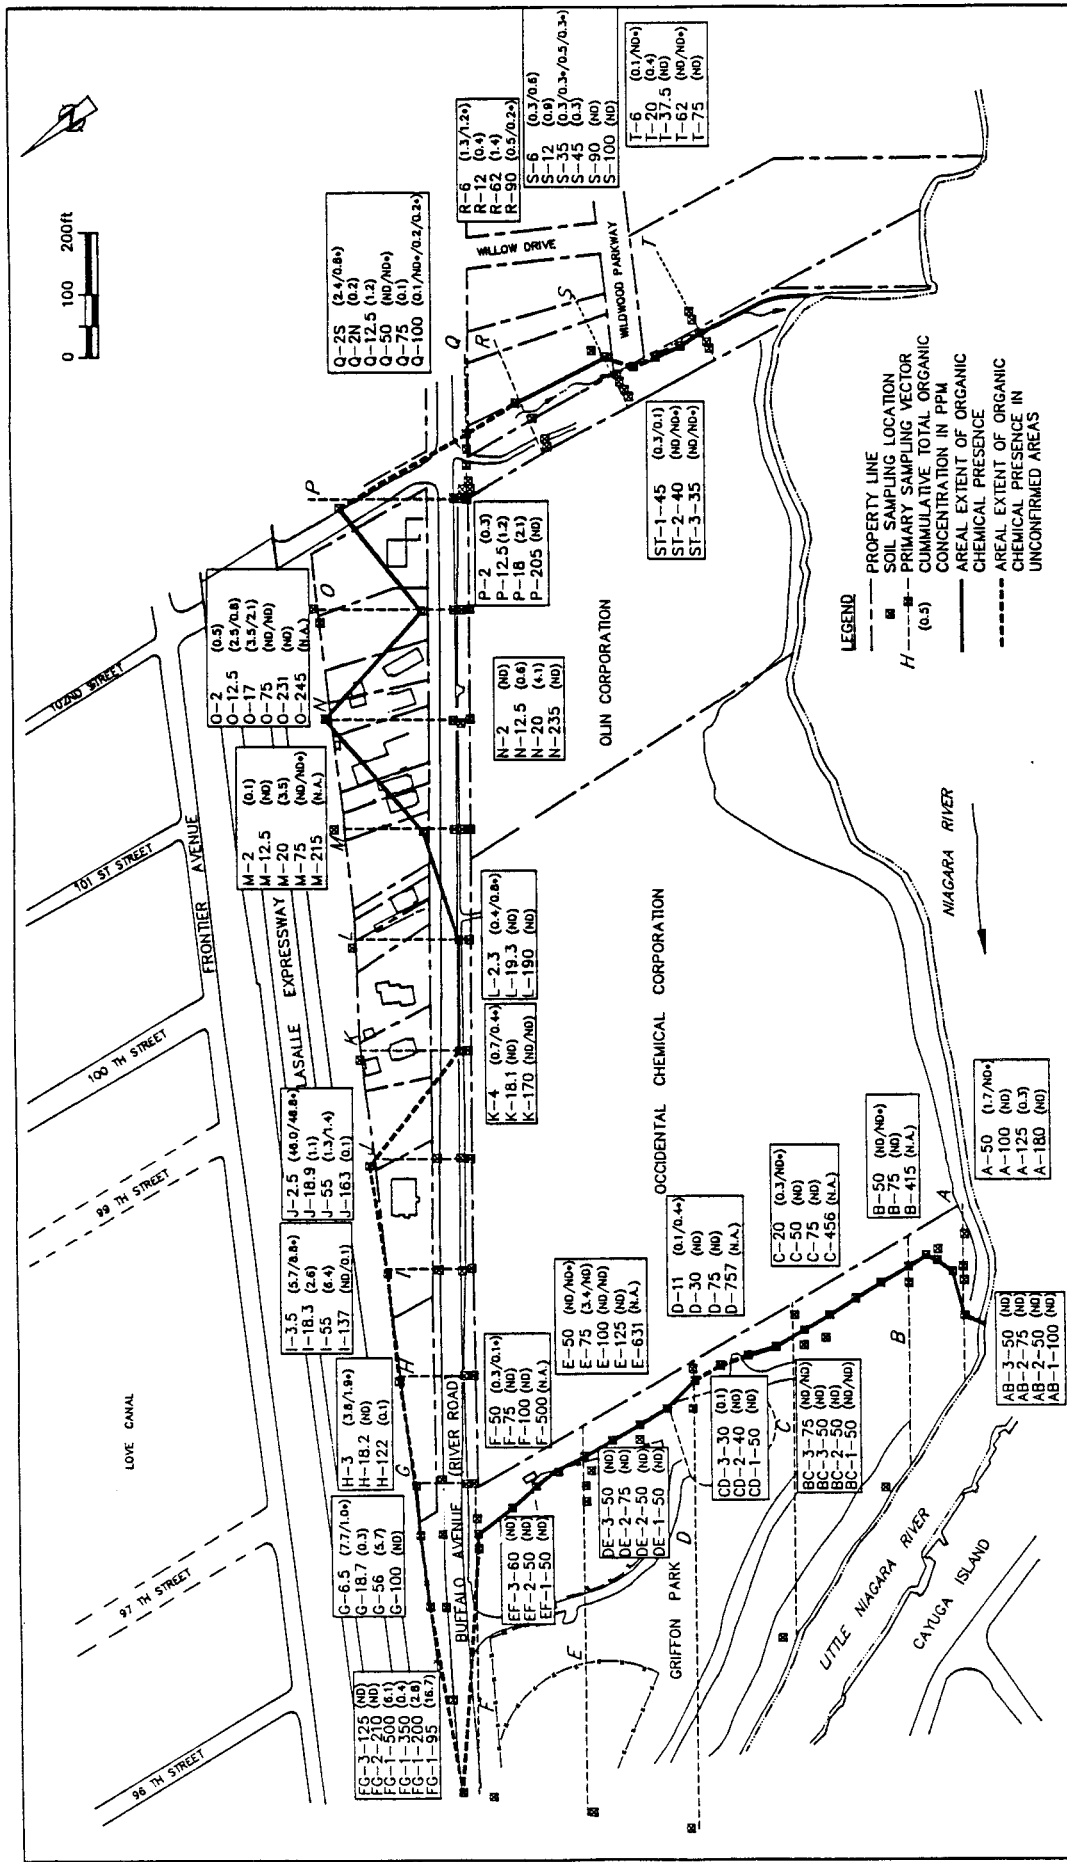 0 100 200ft
102ND STREET
101 ST STREET
100 TH STREET
99 TH STREET
97 TH STREET
96 TH STREET
FRONTIER AVENUE
LASALLE EXPRESSWAY
LOVE CANAL
BUFFALO AVENUE (RIVER ROAD)
WILLOW DRIVE
WILDWOOD PARKWAY
OLIN CORPORATION
OCCIDENTAL CHEMICAL CORPORATION
GRIFFON PARK
NIAGARA RIVER
LITTLE NIAGARA RIVER
CAYUGA ISLAND
FG-3-125 (ND)
FG-2-210 (ND)
FG-1-500 (6.1)
FG-1-350 (0.4)
FG-1-200 (2.8)
FG-1-95 (16.7)
G-6.5 (7.7/1.0*)
G-18.7 (0.3)
G-56 (5.7)
G-100 (ND)
H-3 (3.8/1.9*)
H-18.2 (ND)
H-122 (0.1)
I-3.5 (5.7/8.8*)
I-18.3 (2.6)
I-55 (6.4)
I-137 (ND/0.1)
J-2.5 (46.0/48.8*)
J-18.9 (1.1)
J-55 (1.3/1.4)
J-163 (0.1)
M-2 (0.1)
M-12.5 (ND)
M-20 (3.5)
M-75 (ND/ND*)
M-215 (N.A.)
O-2 (0.5)
O-12.5 (2.5/0.8)
O-17 (3.5/2.1)
O-75 (ND/ND)
O-231 (ND)
O-245 (N.A.)
Q-2S (2.4/0.8*)
Q-2N (0.2)
Q-12.5 (1.2)
Q-50 (ND/ND*)
Q-75 (0.1)
Q-100 (0.1/ND*/0.2/0.2*)
R-6 (1.3/1.2*)
R-12 (0.4)
R-62 (1.4)
R-90 (0.5/0.2*)
S-6 (0.3/0.6)
S-12 (0.9)
S-35 (0.3/0.3*/0.5/0.3*)
S-45 (0.3)
S-90 (ND)
S-100 (ND)
T-6 (0.1/ND*)
T-20 (0.4)
T-37.5 (ND)
T-62 (ND/ND*)
T-75 (ND)
K-4 (0.7/0.4*)
K-18.1 (ND)
K-170 (ND/ND)
L-2.3 (0.4/0.8*)
L-19.3 (ND)
L-190 (ND)
N-2 (ND)
N-12.5 (0.6)
N-20 (4.1)
N-235 (ND)
P-2 (0.3)
P-12.5 (1.2)
P-18 (2.1)
P-205 (ND)
ST-1-45 (0.3/0.1)
ST-2-40 (ND/ND*)
ST-3-35 (ND/ND*)
F-50 (0.3/0.1*)
F-75 (ND)
F-100 (ND)
F-500 (N.A.)
E-50 (ND/ND*)
E-75 (3.4/ND)
E-100 (ND/ND)
E-125 (ND)
E-631 (N.A.)
D-11 (0.1/0.4*)
D-30 (ND)
D-75 (ND)
D-757 (N.A.)
C-20 (0.3/ND*)
C-50 (ND)
C-75 (ND)
C-456 (N.A.)
B-50 (ND/ND*)
B-75 (ND)
B-415 (N.A.)
A-50 (1.7/ND*)
A-100 (ND)
A-125 (0.3)
A-180 (ND)
EF-3-60 (ND)
EF-2-50 (ND)
EF-1-50 (ND)
DE-3-50 (ND)
DE-2-75 (ND)
DE-2-50 (ND)
DE-1-50 (ND)
CD-3-30 (0.1)
CD-2-40 (ND)
CD-1-50 (ND)
BC-3-75 (ND/ND)
BC-3-50 (ND)
BC-2-50 (ND)
BC-1-50 (ND/ND)
AB-3-50 (ND)
AB-2-75 (ND)
AB-2-50 (ND)
AB-1-100 (ND)
A
B
C
D
E
F
G
H
I
J
K
L
M
N
O
P
Q
R
S
T
LEGEND
PROPERTY LINE
SOIL SAMPLING LOCATION
H PRIMARY SAMPLING VECTOR
(0.5) CUMMULATIVE TOTAL ORGANIC
CONCENTRATION IN PPM
AREAL EXTENT OF ORGANIC
CHEMICAL PRESENCE
AREAL EXTENT OF ORGANIC
CHEMICAL PRESENCE IN
UNCONFIRMED AREAS